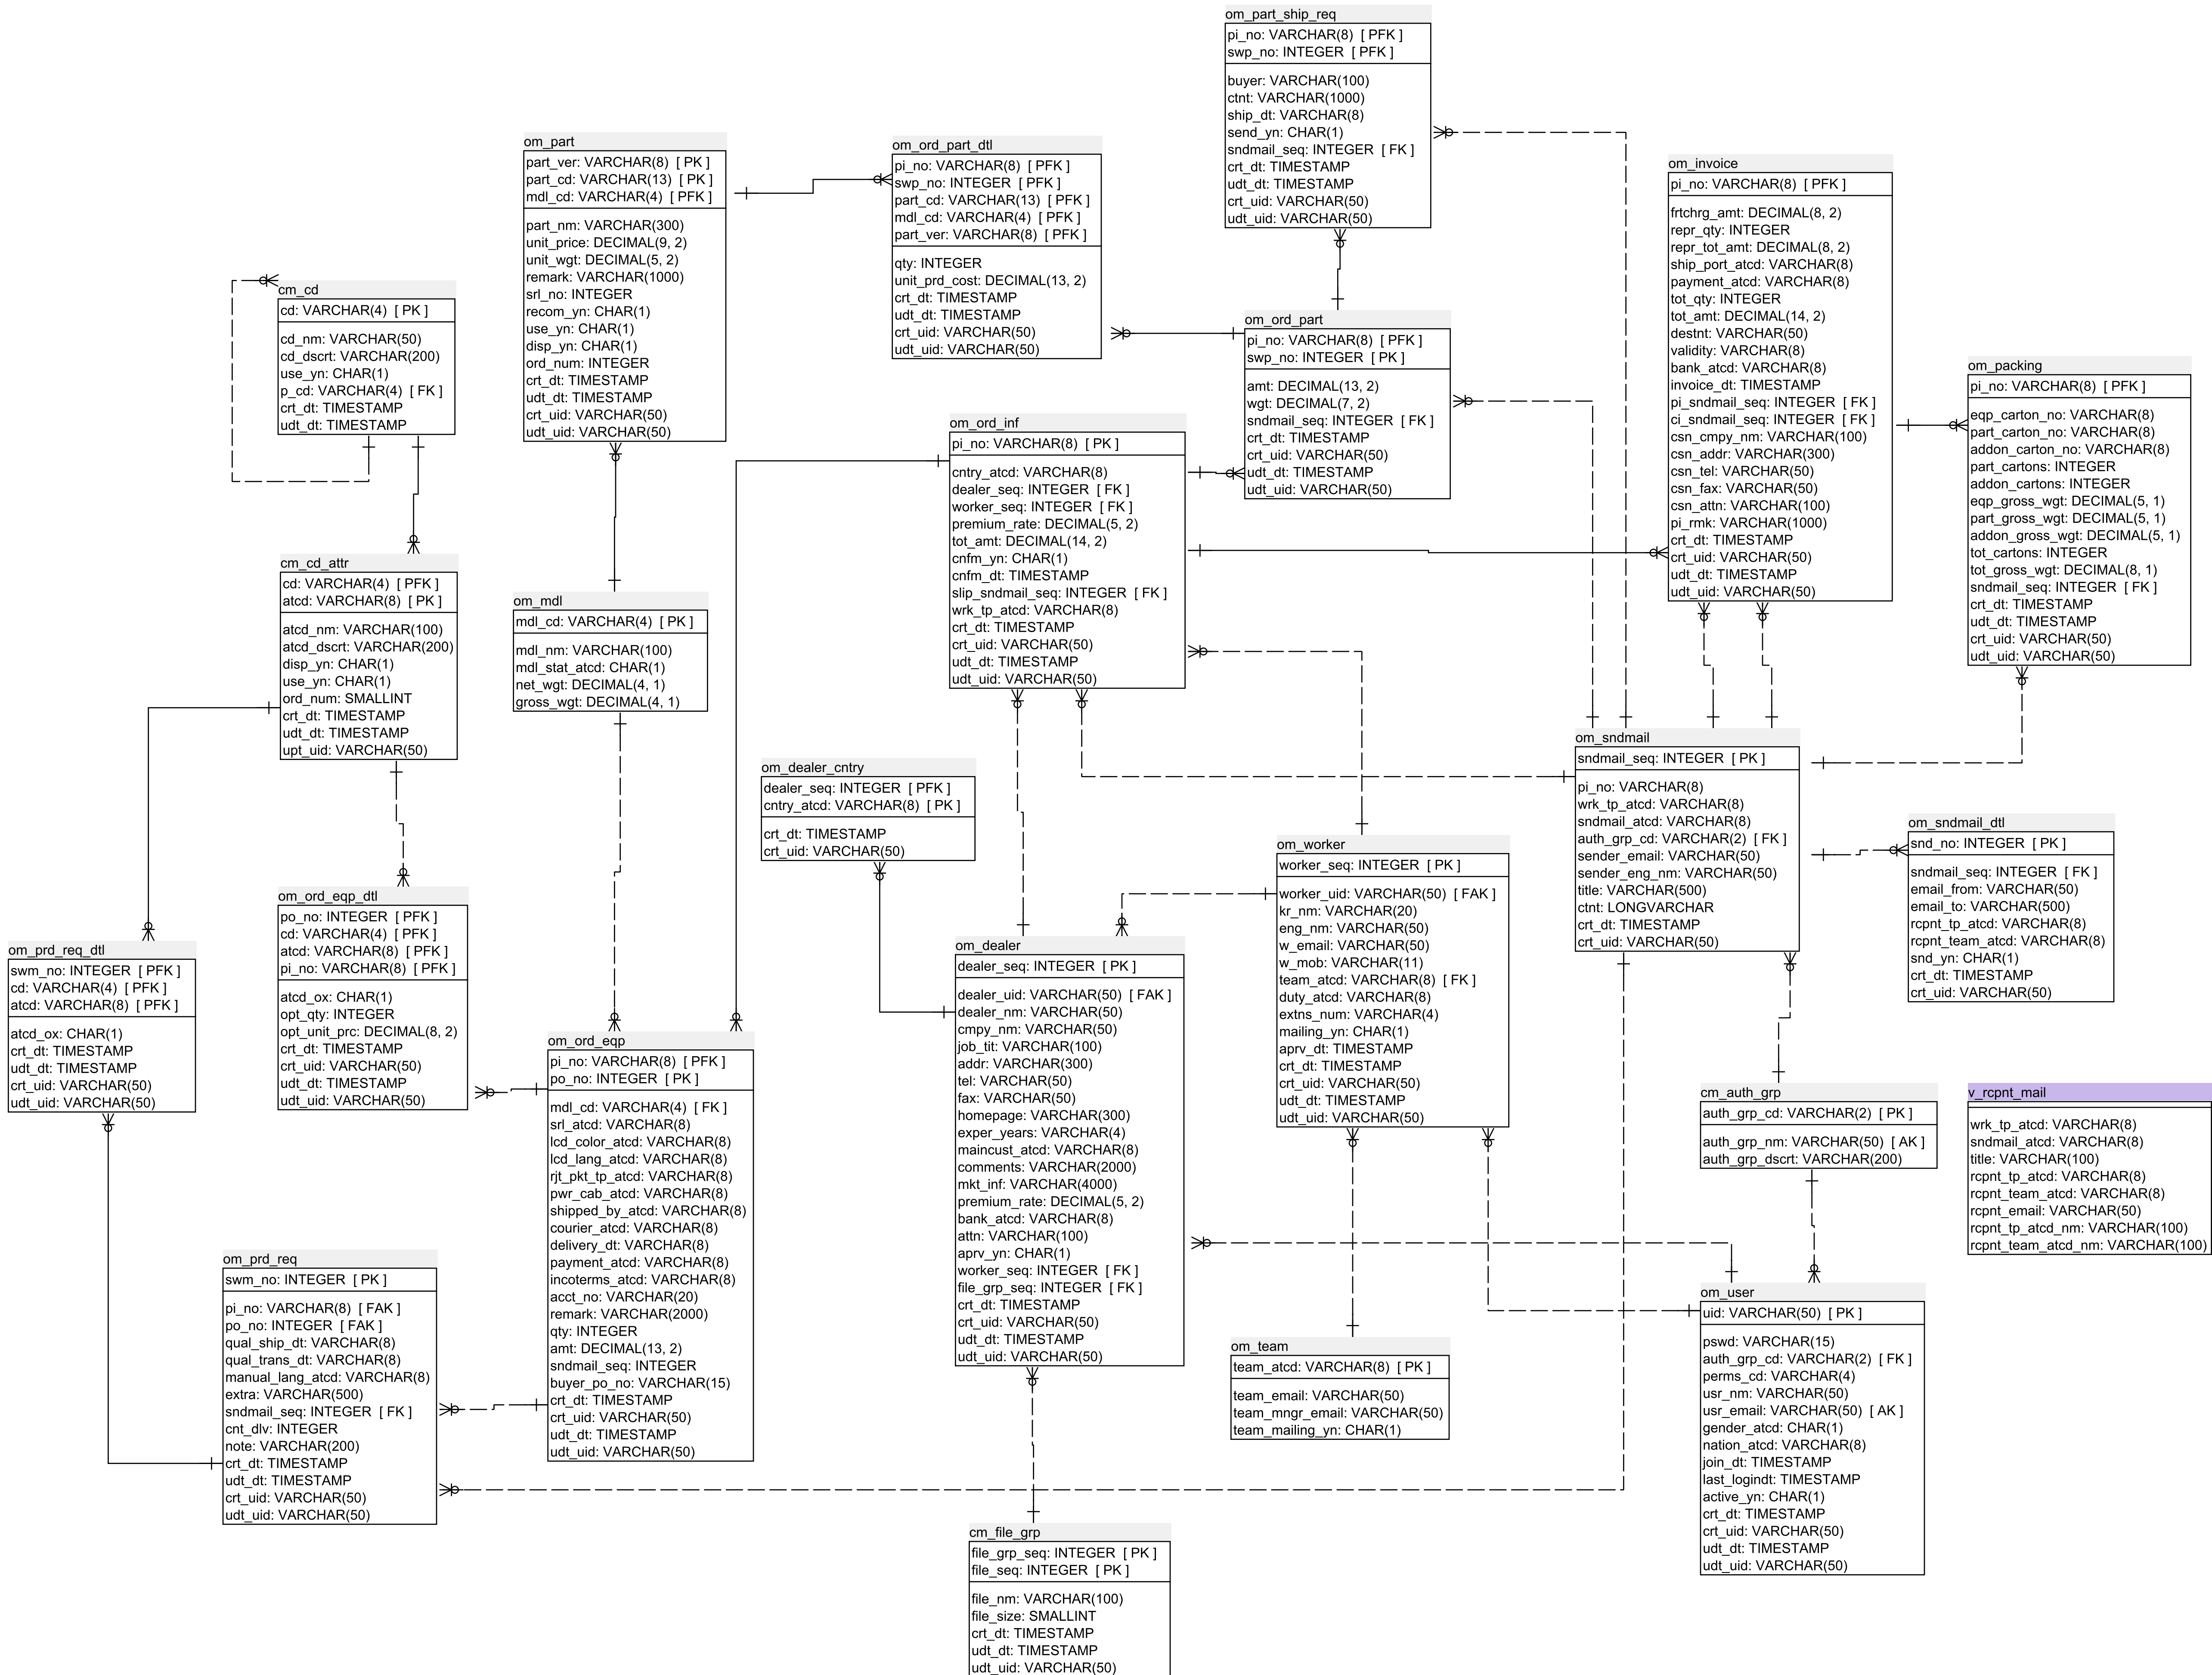 om_part_ship_req
pi_no: VARCHAR(8)  [ PFK ]
swp_no: INTEGER  [ PFK ]
buyer: VARCHAR(100)
ctnt: VARCHAR(1000)
ship_dt: VARCHAR(8)
send_yn: CHAR(1)
sndmail_seq: INTEGER  [ FK ]
crt_dt: TIMESTAMP
udt_dt: TIMESTAMP
crt_uid: VARCHAR(50)
udt_uid: VARCHAR(50)
om_part
part_ver: VARCHAR(8)  [ PK ]
part_cd: VARCHAR(13)  [ PK ]
mdl_cd: VARCHAR(4)  [ PFK ]
part_nm: VARCHAR(300)
unit_price: DECIMAL(9, 2)
unit_wgt: DECIMAL(5, 2)
remark: VARCHAR(1000)
srl_no: INTEGER
recom_yn: CHAR(1)
use_yn: CHAR(1)
disp_yn: CHAR(1)
ord_num: INTEGER
crt_dt: TIMESTAMP
udt_dt: TIMESTAMP
crt_uid: VARCHAR(50)
udt_uid: VARCHAR(50)
om_ord_part_dtl
pi_no: VARCHAR(8)  [ PFK ]
swp_no: INTEGER  [ PFK ]
part_cd: VARCHAR(13)  [ PFK ]
mdl_cd: VARCHAR(4)  [ PFK ]
part_ver: VARCHAR(8)  [ PFK ]
qty: INTEGER
unit_prd_cost: DECIMAL(13, 2)
crt_dt: TIMESTAMP
udt_dt: TIMESTAMP
crt_uid: VARCHAR(50)
udt_uid: VARCHAR(50)
om_invoice
pi_no: VARCHAR(8)  [ PFK ]
frtchrg_amt: DECIMAL(8, 2)
repr_qty: INTEGER
repr_tot_amt: DECIMAL(8, 2)
ship_port_atcd: VARCHAR(8)
payment_atcd: VARCHAR(8)
tot_qty: INTEGER
tot_amt: DECIMAL(14, 2)
destnt: VARCHAR(50)
validity: VARCHAR(8)
bank_atcd: VARCHAR(8)
invoice_dt: TIMESTAMP
pi_sndmail_seq: INTEGER  [ FK ]
ci_sndmail_seq: INTEGER  [ FK ]
csn_cmpy_nm: VARCHAR(100)
csn_addr: VARCHAR(300)
csn_tel: VARCHAR(50)
csn_fax: VARCHAR(50)
csn_attn: VARCHAR(100)
pi_rmk: VARCHAR(1000)
crt_dt: TIMESTAMP
crt_uid: VARCHAR(50)
udt_dt: TIMESTAMP
udt_uid: VARCHAR(50)
cm_cd
cd: VARCHAR(4)  [ PK ]
cd_nm: VARCHAR(50)
cd_dscrt: VARCHAR(200)
use_yn: CHAR(1)
p_cd: VARCHAR(4)  [ FK ]
crt_dt: TIMESTAMP
udt_dt: TIMESTAMP
om_ord_part
pi_no: VARCHAR(8)  [ PFK ]
swp_no: INTEGER  [ PK ]
amt: DECIMAL(13, 2)
wgt: DECIMAL(7, 2)
sndmail_seq: INTEGER  [ FK ]
crt_dt: TIMESTAMP
crt_uid: VARCHAR(50)
udt_dt: TIMESTAMP
udt_uid: VARCHAR(50)
om_packing
pi_no: VARCHAR(8)  [ PFK ]
eqp_carton_no: VARCHAR(8)
part_carton_no: VARCHAR(8)
addon_carton_no: VARCHAR(8)
part_cartons: INTEGER
addon_cartons: INTEGER
eqp_gross_wgt: DECIMAL(5, 1)
part_gross_wgt: DECIMAL(5, 1)
addon_gross_wgt: DECIMAL(5, 1)
tot_cartons: INTEGER
tot_gross_wgt: DECIMAL(8, 1)
sndmail_seq: INTEGER  [ FK ]
crt_dt: TIMESTAMP
udt_dt: TIMESTAMP
crt_uid: VARCHAR(50)
udt_uid: VARCHAR(50)
om_ord_inf
pi_no: VARCHAR(8)  [ PK ]
cntry_atcd: VARCHAR(8)
dealer_seq: INTEGER  [ FK ]
worker_seq: INTEGER  [ FK ]
premium_rate: DECIMAL(5, 2)
tot_amt: DECIMAL(14, 2)
cnfm_yn: CHAR(1)
cnfm_dt: TIMESTAMP
slip_sndmail_seq: INTEGER  [ FK ]
wrk_tp_atcd: VARCHAR(8)
crt_dt: TIMESTAMP
crt_uid: VARCHAR(50)
udt_dt: TIMESTAMP
udt_uid: VARCHAR(50)
cm_cd_attr
cd: VARCHAR(4)  [ PFK ]
atcd: VARCHAR(8)  [ PK ]
atcd_nm: VARCHAR(100)
atcd_dscrt: VARCHAR(200)
disp_yn: CHAR(1)
use_yn: CHAR(1)
ord_num: SMALLINT
crt_dt: TIMESTAMP
udt_dt: TIMESTAMP
upt_uid: VARCHAR(50)
om_mdl
mdl_cd: VARCHAR(4)  [ PK ]
mdl_nm: VARCHAR(100)
mdl_stat_atcd: CHAR(1)
net_wgt: DECIMAL(4, 1)
gross_wgt: DECIMAL(4, 1)
om_sndmail
sndmail_seq: INTEGER  [ PK ]
pi_no: VARCHAR(8)
wrk_tp_atcd: VARCHAR(8)
sndmail_atcd: VARCHAR(8)
auth_grp_cd: VARCHAR(2)  [ FK ]
sender_email: VARCHAR(50)
sender_eng_nm: VARCHAR(50)
title: VARCHAR(500)
ctnt: LONGVARCHAR
crt_dt: TIMESTAMP
crt_uid: VARCHAR(50)
om_dealer_cntry
dealer_seq: INTEGER  [ PFK ]
cntry_atcd: VARCHAR(8)  [ PK ]
crt_dt: TIMESTAMP
crt_uid: VARCHAR(50)
om_sndmail_dtl
snd_no: INTEGER  [ PK ]
sndmail_seq: INTEGER  [ FK ]
email_from: VARCHAR(50)
email_to: VARCHAR(500)
rcpnt_tp_atcd: VARCHAR(8)
rcpnt_team_atcd: VARCHAR(8)
snd_yn: CHAR(1)
crt_dt: TIMESTAMP
crt_uid: VARCHAR(50)
om_worker
worker_seq: INTEGER  [ PK ]
worker_uid: VARCHAR(50)  [ FAK ]
kr_nm: VARCHAR(20)
eng_nm: VARCHAR(50)
w_email: VARCHAR(50)
w_mob: VARCHAR(11)
team_atcd: VARCHAR(8)  [ FK ]
duty_atcd: VARCHAR(8)
extns_num: VARCHAR(4)
mailing_yn: CHAR(1)
aprv_dt: TIMESTAMP
crt_dt: TIMESTAMP
crt_uid: VARCHAR(50)
udt_dt: TIMESTAMP
udt_uid: VARCHAR(50)
om_ord_eqp_dtl
po_no: INTEGER  [ PFK ]
cd: VARCHAR(4)  [ PFK ]
atcd: VARCHAR(8)  [ PFK ]
pi_no: VARCHAR(8)  [ PFK ]
atcd_ox: CHAR(1)
opt_qty: INTEGER
opt_unit_prc: DECIMAL(8, 2)
crt_dt: TIMESTAMP
crt_uid: VARCHAR(50)
udt_dt: TIMESTAMP
udt_uid: VARCHAR(50)
om_prd_req_dtl
swm_no: INTEGER  [ PFK ]
cd: VARCHAR(4)  [ PFK ]
atcd: VARCHAR(8)  [ PFK ]
atcd_ox: CHAR(1)
crt_dt: TIMESTAMP
udt_dt: TIMESTAMP
crt_uid: VARCHAR(50)
udt_uid: VARCHAR(50)
om_dealer
dealer_seq: INTEGER  [ PK ]
dealer_uid: VARCHAR(50)  [ FAK ]
dealer_nm: VARCHAR(50)
cmpy_nm: VARCHAR(50)
job_tit: VARCHAR(100)
addr: VARCHAR(300)
tel: VARCHAR(50)
fax: VARCHAR(50)
homepage: VARCHAR(300)
exper_years: VARCHAR(4)
maincust_atcd: VARCHAR(8)
comments: VARCHAR(2000)
mkt_inf: VARCHAR(4000)
premium_rate: DECIMAL(5, 2)
bank_atcd: VARCHAR(8)
attn: VARCHAR(100)
aprv_yn: CHAR(1)
worker_seq: INTEGER  [ FK ]
file_grp_seq: INTEGER  [ FK ]
crt_dt: TIMESTAMP
crt_uid: VARCHAR(50)
udt_dt: TIMESTAMP
udt_uid: VARCHAR(50)
om_ord_eqp
pi_no: VARCHAR(8)  [ PFK ]
po_no: INTEGER  [ PK ]
mdl_cd: VARCHAR(4)  [ FK ]
srl_atcd: VARCHAR(8)
lcd_color_atcd: VARCHAR(8)
lcd_lang_atcd: VARCHAR(8)
rjt_pkt_tp_atcd: VARCHAR(8)
pwr_cab_atcd: VARCHAR(8)
shipped_by_atcd: VARCHAR(8)
courier_atcd: VARCHAR(8)
delivery_dt: VARCHAR(8)
payment_atcd: VARCHAR(8)
incoterms_atcd: VARCHAR(8)
acct_no: VARCHAR(20)
remark: VARCHAR(2000)
qty: INTEGER
amt: DECIMAL(13, 2)
sndmail_seq: INTEGER
buyer_po_no: VARCHAR(15)
crt_dt: TIMESTAMP
crt_uid: VARCHAR(50)
udt_dt: TIMESTAMP
udt_uid: VARCHAR(50)
cm_auth_grp
auth_grp_cd: VARCHAR(2)  [ PK ]
auth_grp_nm: VARCHAR(50)  [ AK ]
auth_grp_dscrt: VARCHAR(200)
v_rcpnt_mail
wrk_tp_atcd: VARCHAR(8)
sndmail_atcd: VARCHAR(8)
title: VARCHAR(100)
rcpnt_tp_atcd: VARCHAR(8)
rcpnt_team_atcd: VARCHAR(8)
rcpnt_email: VARCHAR(50)
rcpnt_tp_atcd_nm: VARCHAR(100)
rcpnt_team_atcd_nm: VARCHAR(100)
om_prd_req
swm_no: INTEGER  [ PK ]
pi_no: VARCHAR(8)  [ FAK ]
po_no: INTEGER  [ FAK ]
qual_ship_dt: VARCHAR(8)
qual_trans_dt: VARCHAR(8)
manual_lang_atcd: VARCHAR(8)
extra: VARCHAR(500)
sndmail_seq: INTEGER  [ FK ]
cnt_dlv: INTEGER
note: VARCHAR(200)
crt_dt: TIMESTAMP
udt_dt: TIMESTAMP
crt_uid: VARCHAR(50)
udt_uid: VARCHAR(50)
om_team
team_atcd: VARCHAR(8)  [ PK ]
team_email: VARCHAR(50)
team_mngr_email: VARCHAR(50)
team_mailing_yn: CHAR(1)
om_user
uid: VARCHAR(50)  [ PK ]
pswd: VARCHAR(15)
auth_grp_cd: VARCHAR(2)  [ FK ]
perms_cd: VARCHAR(4)
usr_nm: VARCHAR(50)
usr_email: VARCHAR(50)  [ AK ]
gender_atcd: CHAR(1)
nation_atcd: VARCHAR(8)
join_dt: TIMESTAMP
last_logindt: TIMESTAMP
active_yn: CHAR(1)
crt_dt: TIMESTAMP
crt_uid: VARCHAR(50)
udt_dt: TIMESTAMP
udt_uid: VARCHAR(50)
cm_file_grp
file_grp_seq: INTEGER  [ PK ]
file_seq: INTEGER  [ PK ]
file_nm: VARCHAR(100)
file_size: SMALLINT
crt_dt: TIMESTAMP
udt_dt: TIMESTAMP
udt_uid: VARCHAR(50)